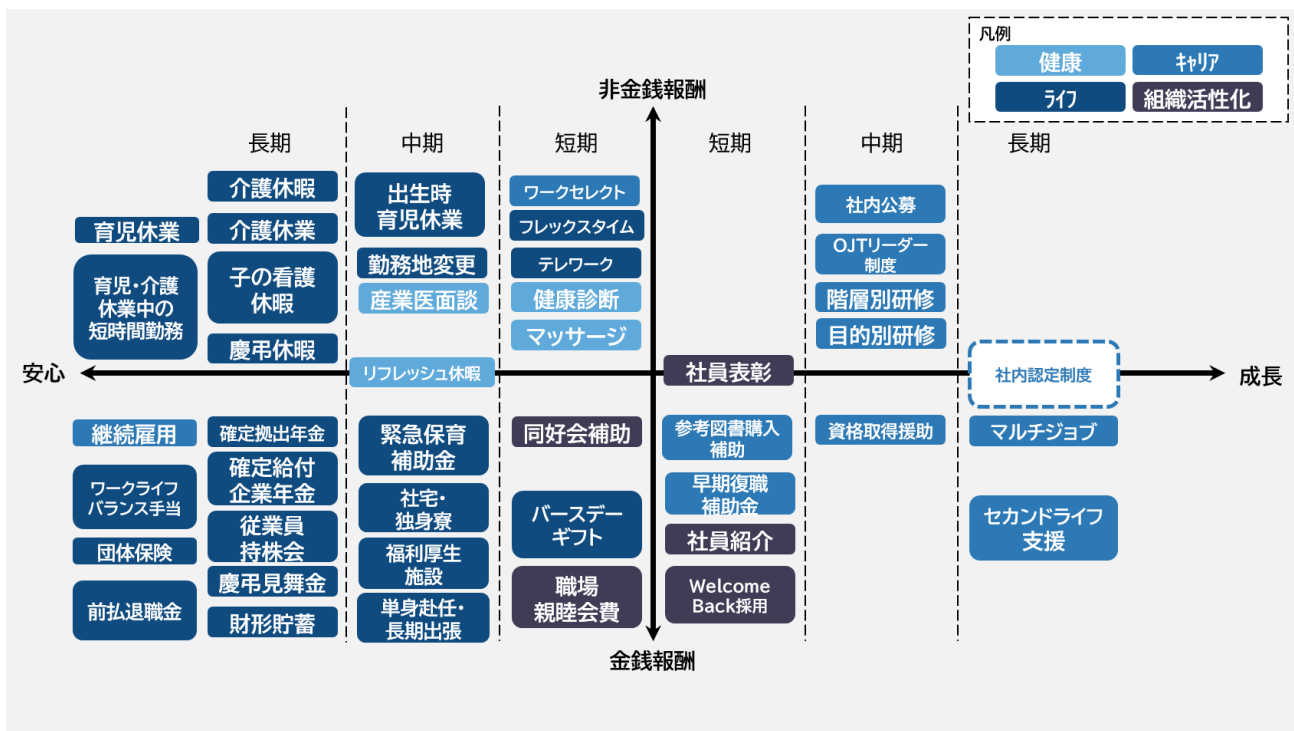 凡例
健康
キャリア
ライフ
組織活性化
非金銭報酬
長期
中期
短期
短期
中期
長期
介護休暇
育児休業
介護休業
育児・介護
休業中の
短時間勤務
子の看護
休暇
慶弔休暇
出生時
育児休業
勤務地変更
産業医面談
リフレッシュ休暇
ワークセレクト
フレックスタイム
テレワーク
健康診断
マッサージ
社員表彰
社内公募
OJTリーダー
制度
階層別研修
目的別研修
社内認定制度
安心
成長
継続雇用
ワークライフ
バランス手当
団体保険
前払退職金
確定拠出年金
確定給付
企業年金
従業員
持株会
慶弔見舞金
財形貯蓄
緊急保育
補助金
社宅・
独身寮
福利厚生
施設
単身赴任・
長期出張
同好会補助
バースデー
ギフト
職場
親睦会費
参考図書購入
補助
早期復職
補助金
社員紹介
Welcome
Back採用
資格取得援助
マルチジョブ
セカンドライフ
支援
金銭報酬